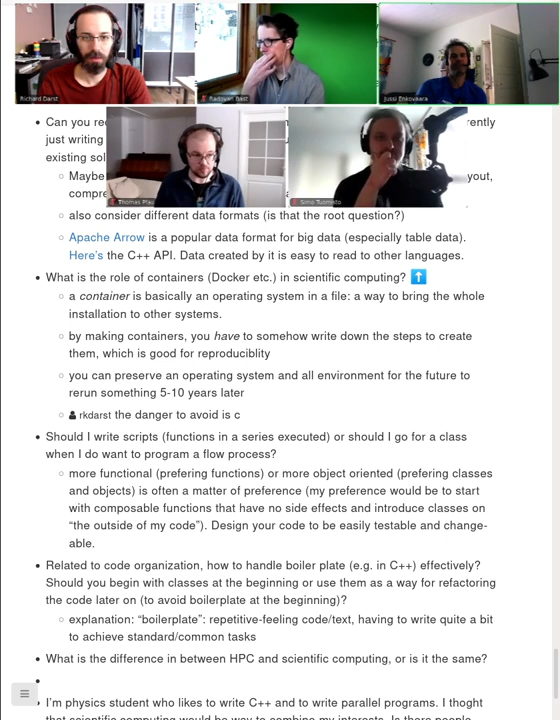 Richard Darst
Radovan Bast
Jussi Enkovaara
Thomas Pfau
Simo Tuomisto
Can you re
rently
just writing
existing sol
Maybe
yout,
compre
also consider different data formats (is that the root question?)
Apache Arrow is a popular data format for big data (especially table data).
Here's the C++ API. Data created by it is easy to read to other languages.
What is the role of containers (Docker etc.) in scientific computing? ⬆️
a container is basically an operating system in a file: a way to bring the whole
installation to other systems.
by making containers, you have to somehow write down the steps to create
them, which is good for reproduciblity
you can preserve an operating system and all environment for the future to
rerun something 5-10 years later
rkdarst the danger to avoid is c
Should I write scripts (functions in a series executed) or should I go for a class
when I do want to program a flow process?
more functional (prefering functions) or more object oriented (prefering classes
and objects) is often a matter of preference (my preference would be to start
with composable functions that have no side effects and introduce classes on
“the outside of my code”). Design your code to be easily testable and change-
able.
Related to code organization, how to handle boiler plate (e.g. in C++) effectively?
Should you begin with classes at the beginning or use them as a way for refactoring
the code later on (to avoid boilerplate at the beginning)?
explanation: “boilerplate”: repetitive-feeling code/text, having to write quite a bit
to achieve standard/common tasks
What is the difference in between HPC and scientific computing, or is it the same?
I'm physics student who likes to write C++ and to write parallel programs. I thoght
that scientific computing would be way to combine my interests. Is there people